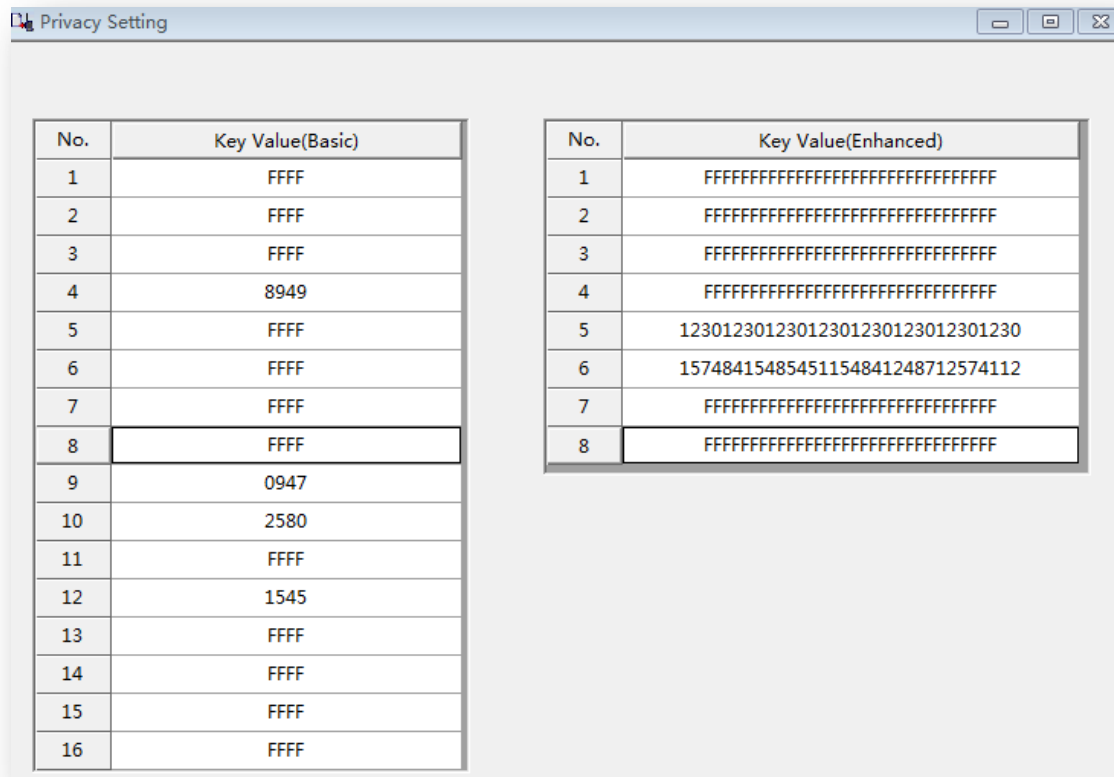 Privacy Setting
No. Key Value(Basic)
1 FFFF
2 FFFF
3 FFFF
4 8949
5 FFFF
6 FFFF
7 FFFF
8 FFFF
9 0947
10 2580
11 FFFF
12 1545
13 FFFF
14 FFFF
15 FFFF
16 FFFF
No. Key Value(Enhanced)
1 FFFFFFFFFFFFFFFFFFFFFFFFFFFFFFFF
2 FFFFFFFFFFFFFFFFFFFFFFFFFFFFFFFF
3 FFFFFFFFFFFFFFFFFFFFFFFFFFFFFFFF
4 FFFFFFFFFFFFFFFFFFFFFFFFFFFFFFFF
5 12301230123012301230123012301230
6 15748415485451154841248712574112
7 FFFFFFFFFFFFFFFFFFFFFFFFFFFFFFFF
8 FFFFFFFFFFFFFFFFFFFFFFFFFFFFFFFF